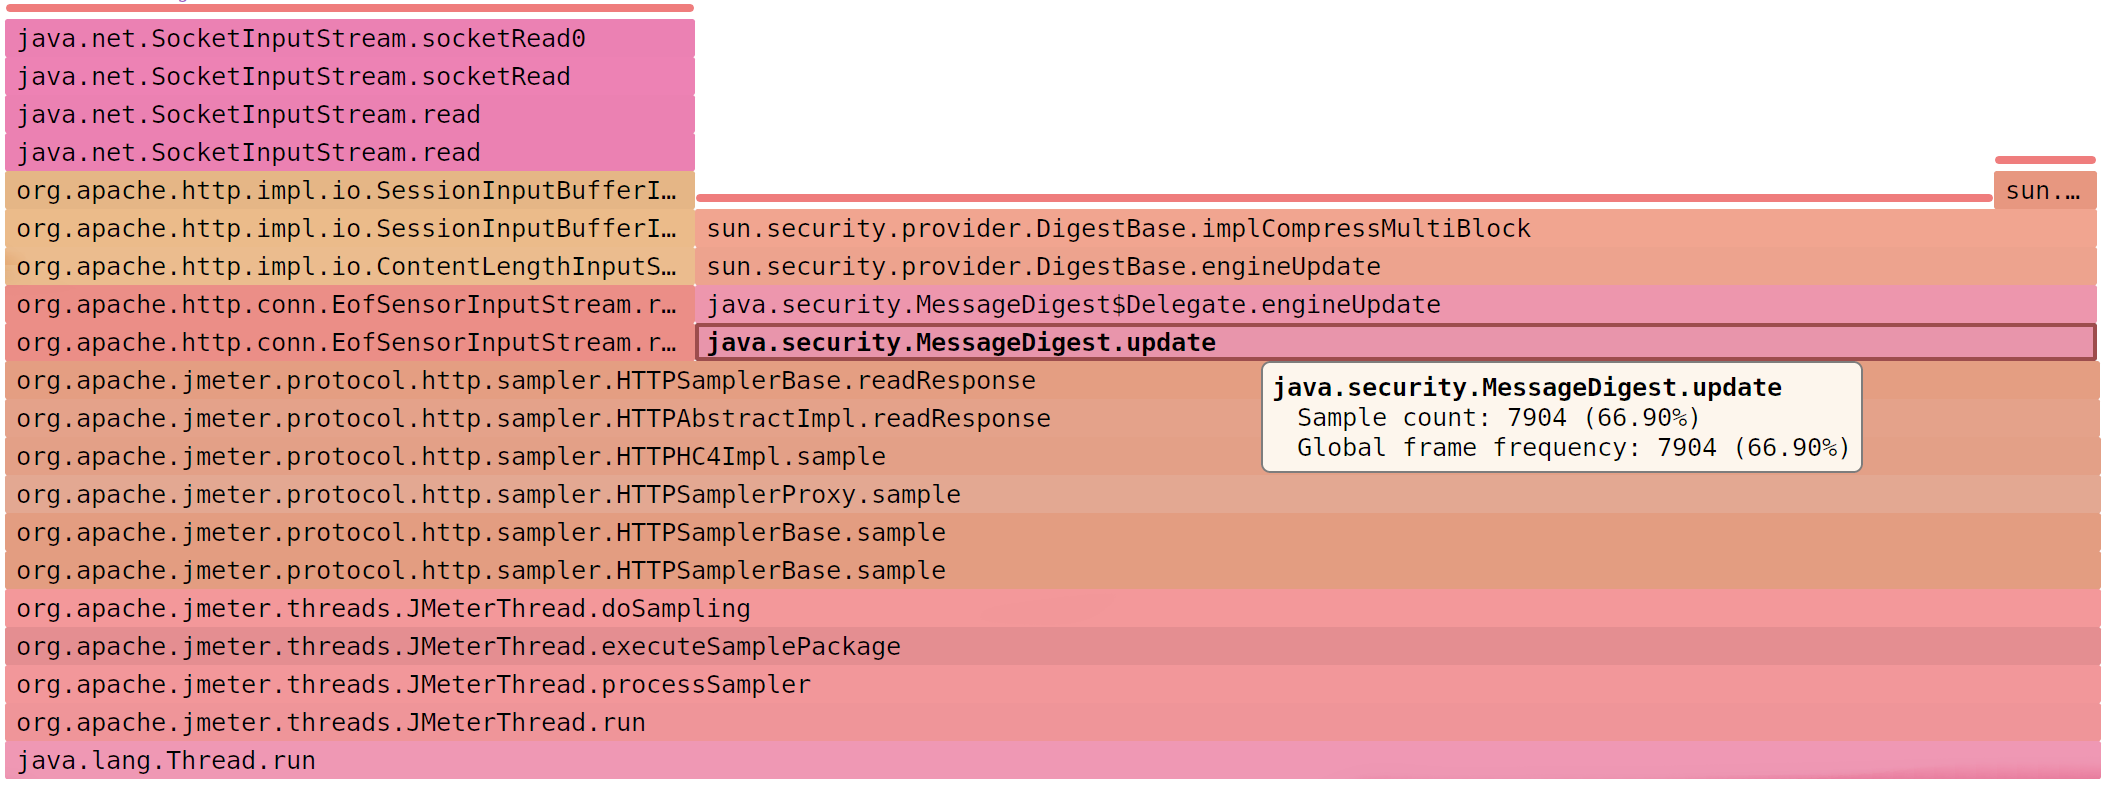 java.net.SocketInputStream.socketRead0
java.net.SocketInputStream.socketRead
java.net.SocketInputStream.read
java.net.SocketInputStream.read
org.apache.http.impl.io.SessionInputBufferI… sun.…
org.apache.http.impl.io.SessionInputBufferI… sun.security.provider.DigestBase.implCompressMultiBlock
org.apache.http.impl.io.ContentLengthInputS… sun.security.provider.DigestBase.engineUpdate
org.apache.http.conn.EofSensorInputStream.r… java.security.MessageDigest$Delegate.engineUpdate
org.apache.http.conn.EofSensorInputStream.r… java.security.MessageDigest.update
org.apache.jmeter.protocol.http.sampler.HTTPSamplerBase.readResponse
org.apache.jmeter.protocol.http.sampler.HTTPAbstractImpl.readResponse
org.apache.jmeter.protocol.http.sampler.HTTPHC4Impl.sample
org.apache.jmeter.protocol.http.sampler.HTTPSamplerProxy.sample
org.apache.jmeter.protocol.http.sampler.HTTPSamplerBase.sample
org.apache.jmeter.protocol.http.sampler.HTTPSamplerBase.sample
org.apache.jmeter.threads.JMeterThread.doSampling
org.apache.jmeter.threads.JMeterThread.executeSamplePackage
org.apache.jmeter.threads.JMeterThread.processSampler
org.apache.jmeter.threads.JMeterThread.run
java.lang.Thread.run
java.security.MessageDigest.update
Sample count: 7904 (66.90%)
Global frame frequency: 7904 (66.90%)